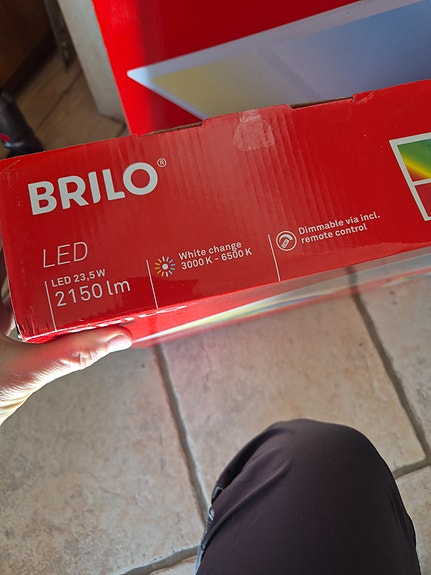 BRILO®
LED
LED 23,5 W
2150 lm
White change
3000 K - 6500 K
Dimmable via incl.
remote control